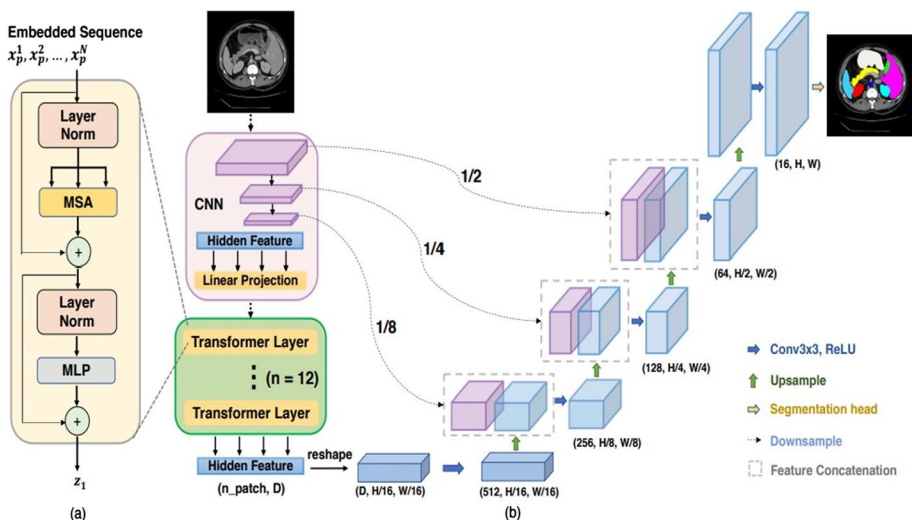 Embedded Sequence
x_p^1, x_p^2, ..., x_p^N
Layer
Norm
MSA
+
Layer
Norm
MLP
+
z_1
(a)
CNN
Hidden Feature
Linear Projection
Transformer Layer
(n = 12)
Transformer Layer
Hidden Feature
(n_patch, D)
reshape
(D, H/16, W/16)
(512, H/16, W/16)
(b)
1/2
1/4
1/8
(256, H/8, W/8)
(128, H/4, W/4)
(64, H/2, W/2)
(16, H, W)
Conv3x3, ReLU
Upsample
Segmentation head
Downsample
Feature Concatenation